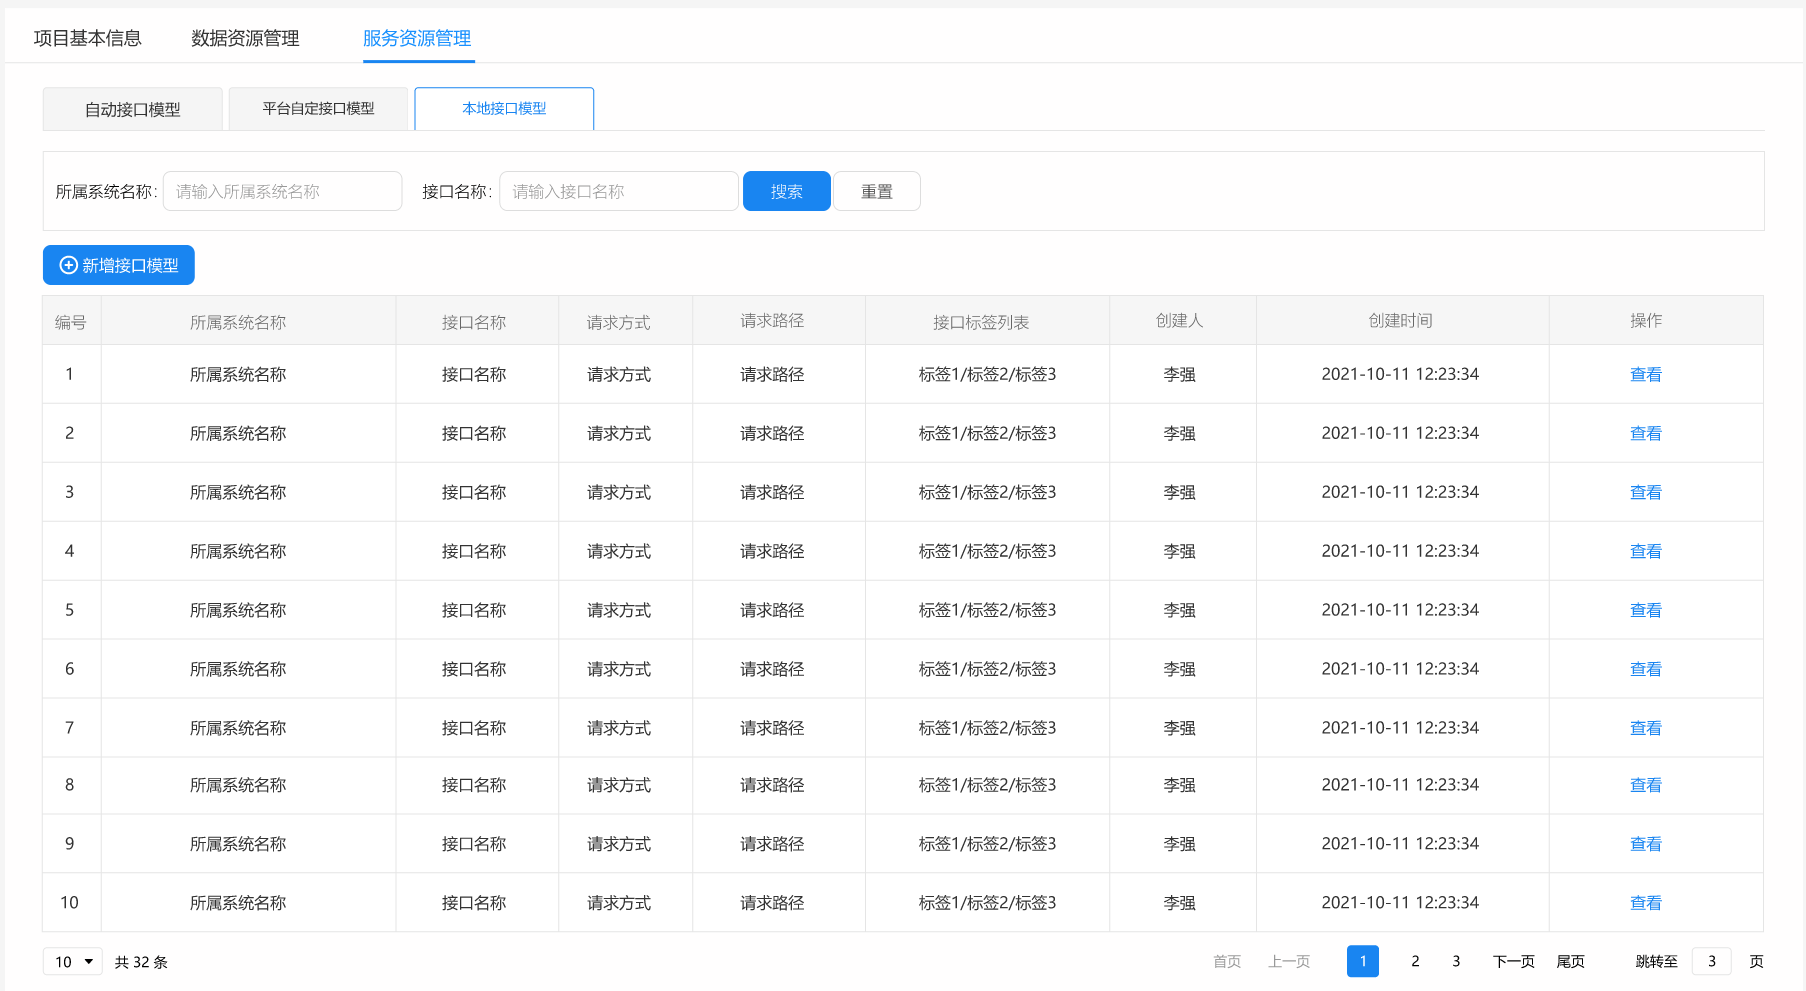 项目基本信息 数据资源管理 服务资源管理
自动接口模型 平台自定接口模型 本地接口模型
所属系统名称: 请输入所属系统名称 接口名称: 请输入接口名称 搜索 重置
新增接口模型
编号 所属系统名称 接口名称 请求方式 请求路径 接口标签列表 创建人 创建时间 操作
1 所属系统名称 接口名称 请求方式 请求路径 标签1/标签2/标签3 李强 2021-10-11 12:23:34 查看
2 所属系统名称 接口名称 请求方式 请求路径 标签1/标签2/标签3 李强 2021-10-11 12:23:34 查看
3 所属系统名称 接口名称 请求方式 请求路径 标签1/标签2/标签3 李强 2021-10-11 12:23:34 查看
4 所属系统名称 接口名称 请求方式 请求路径 标签1/标签2/标签3 李强 2021-10-11 12:23:34 查看
5 所属系统名称 接口名称 请求方式 请求路径 标签1/标签2/标签3 李强 2021-10-11 12:23:34 查看
6 所属系统名称 接口名称 请求方式 请求路径 标签1/标签2/标签3 李强 2021-10-11 12:23:34 查看
7 所属系统名称 接口名称 请求方式 请求路径 标签1/标签2/标签3 李强 2021-10-11 12:23:34 查看
8 所属系统名称 接口名称 请求方式 请求路径 标签1/标签2/标签3 李强 2021-10-11 12:23:34 查看
9 所属系统名称 接口名称 请求方式 请求路径 标签1/标签2/标签3 李强 2021-10-11 12:23:34 查看
10 所属系统名称 接口名称 请求方式 请求路径 标签1/标签2/标签3 李强 2021-10-11 12:23:34 查看
10 共 32 条 首页 上一页 1 2 3 下一页 尾页 跳转至 3 页